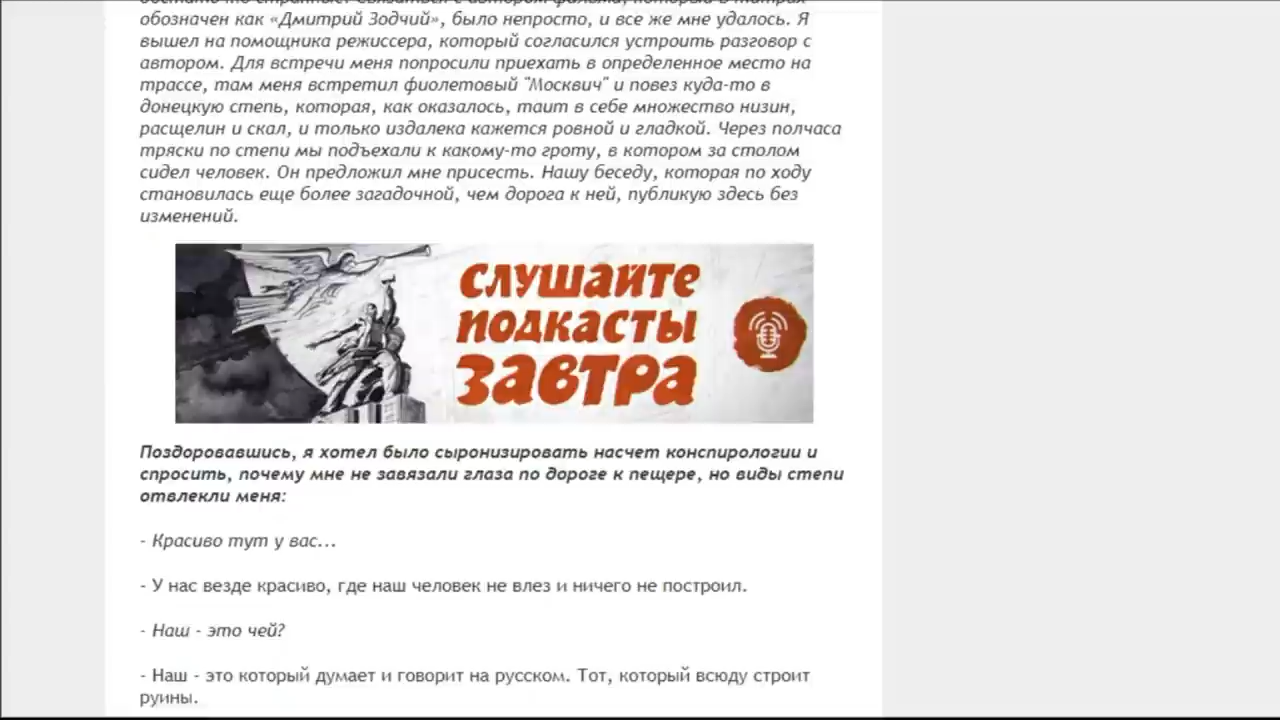 достаточно странные. Связаться с автором фильма, который в титрах
обозначен как «Дмитрий Зодчий», было непросто, и все же мне удалось. Я
вышел на помощника режиссера, который согласился устроить разговор с
автором. Для встречи меня попросили приехать в определенное место на
трассе, там меня встретил фиолетовый "Москвич" и повез куда-то в
донецкую степь, которая, как оказалось, таит в себе множество низин,
расщелин и скал, и только издалека кажется ровной и гладкой. Через полчаса
тряски по степи мы подъехали к какому-то гроту, в котором за столом
сидел человек. Он предложил мне присесть. Нашу беседу, которая по ходу
становилась еще более загадочной, чем дорога к ней, публикую здесь без
изменений.
СЛУШАЙТЕ
ПОДКАСТЫ
ЗАВТРА
Поздоровавшись, я хотел было сыронизировать насчет конспирологии и
спросить, почему мне не завязали глаза по дороге к пещере, но виды степи
отвлекли меня:
- Красиво тут у вас...
- У нас везде красиво, где наш человек не влез и ничего не построил.
- Наш - это чей?
- Наш - это который думает и говорит на русском. Тот, который всюду строит
руины.